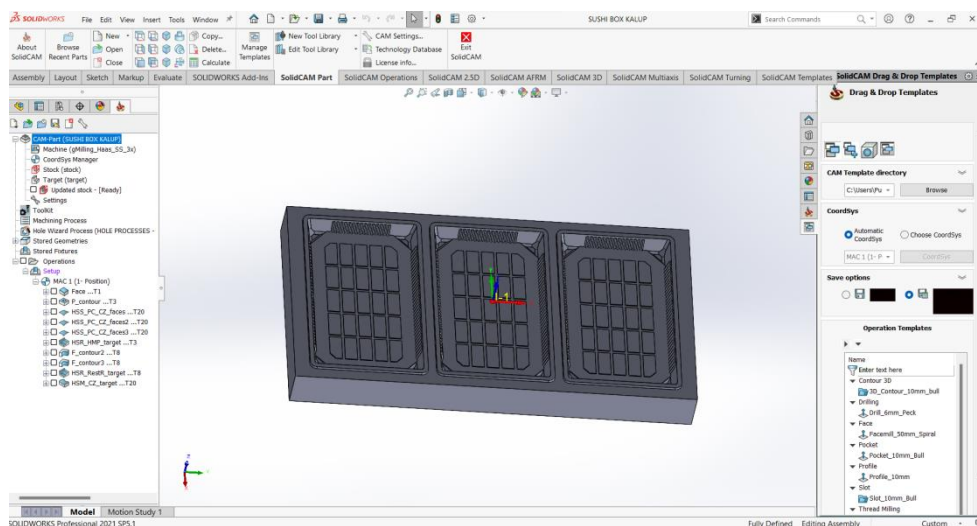 SOLIDWORKS File Edit View Insert Tools Window SUSHI BOX KALUP Search Commands
About SolidCAM
Browse Recent Parts
New
Open
Close
Copy...
Delete...
Calculate
Manage Templates
New Tool Library
Edit Tool Library
CAM Settings...
Technology Database
License info...
Exit SolidCAM
Assembly Layout Sketch Markup Evaluate SOLIDWORKS Add-Ins SolidCAM Part SolidCAM Operations SolidCAM 2.5D SolidCAM AFRM SolidCAM 3D SolidCAM Multiaxis SolidCAM Turning SolidCAM Templates SolidCAM Drag & Drop Templates
CAM-Part (SUSHI BOX KALUP)
Machine (gMilling_Haas_SS_3x)
CoordSys Manager
Stock (stock)
Target (target)
Updated stock - [Ready]
Settings
ToolKit
Machining Process
Hole Wizard Process (HOLE PROCESSES -
Stored Geometries
Stored Fixtures
Operations
Setup
MAC 1 (1- Position)
Face ...T1
P_contour ...T3
HSS_PC_CZ_faces ...T20
HSS_PC_CZ_faces2 ...T20
HSS_PC_CZ_faces3 ...T20
HSR_HMP_target ...T3
F_contour2 ...T8
F_contour3 ...T8
HSR_RestR_target ...T8
HSM_CZ_target ...T20
Drag & Drop Templates
CAM Template directory
C:\Users\Pu
Browse
CoordSys
Automatic CoordSys
Choose CoordSys
MAC 1 (1- P
CoordSys
Save options
Operation Templates
Name
Enter text here
Contour 3D
3D_Contour_10mm_bull
Drilling
Drill_6mm_Peck
Face
Facemill_50mm_Spiral
Pocket
Pocket_10mm_Bull
Profile
Profile_10mm
Slot
Slot_10mm_Bull
Thread Milling
Model Motion Study 1
SOLIDWORKS Professional 2021 SP5.1 Fully Defined Editing Assembly Custom